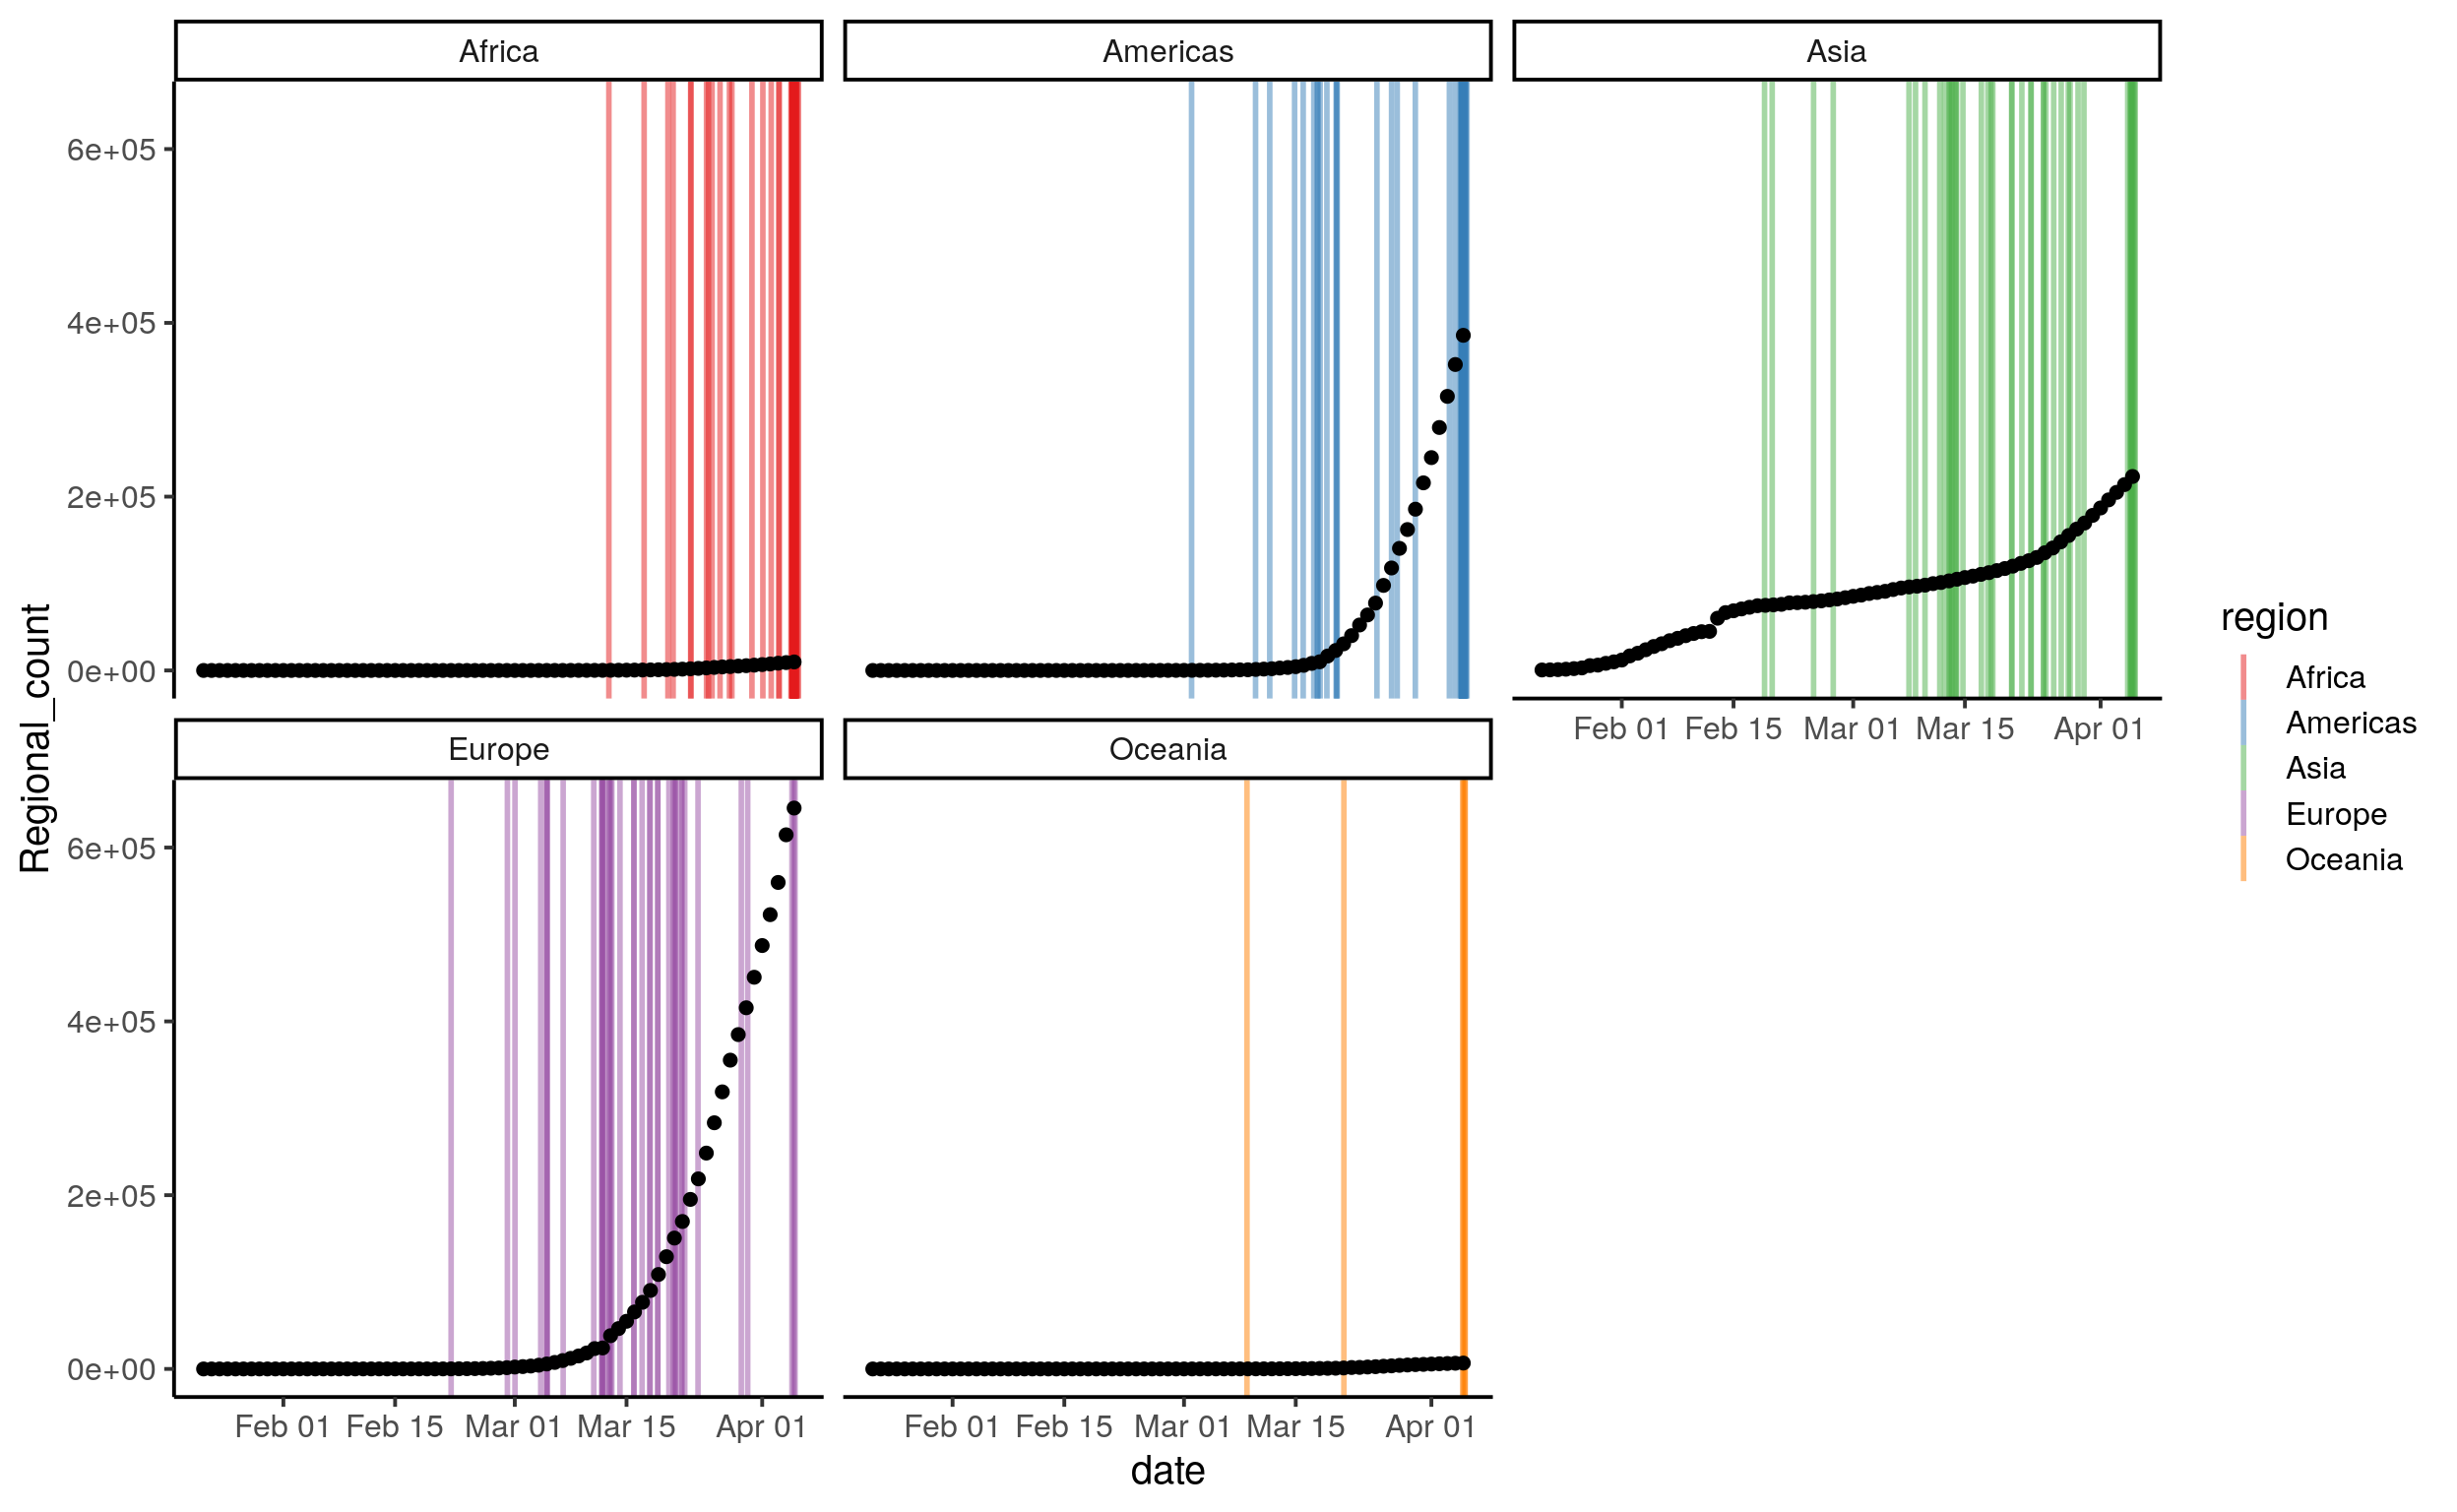 Africa
Americas
Asia
6e+05
4e+05
2e+05
0e+00
Feb 01 Feb 15 Mar 01 Mar 15 Apr 01
Europe
Oceania
6e+05
4e+05
2e+05
0e+00
Feb 01 Feb 15 Mar 01 Mar 15 Apr 01
Feb 01 Feb 15 Mar 01 Mar 15 Apr 01
date
Regional_count
region
Africa
Americas
Asia
Europe
Oceania